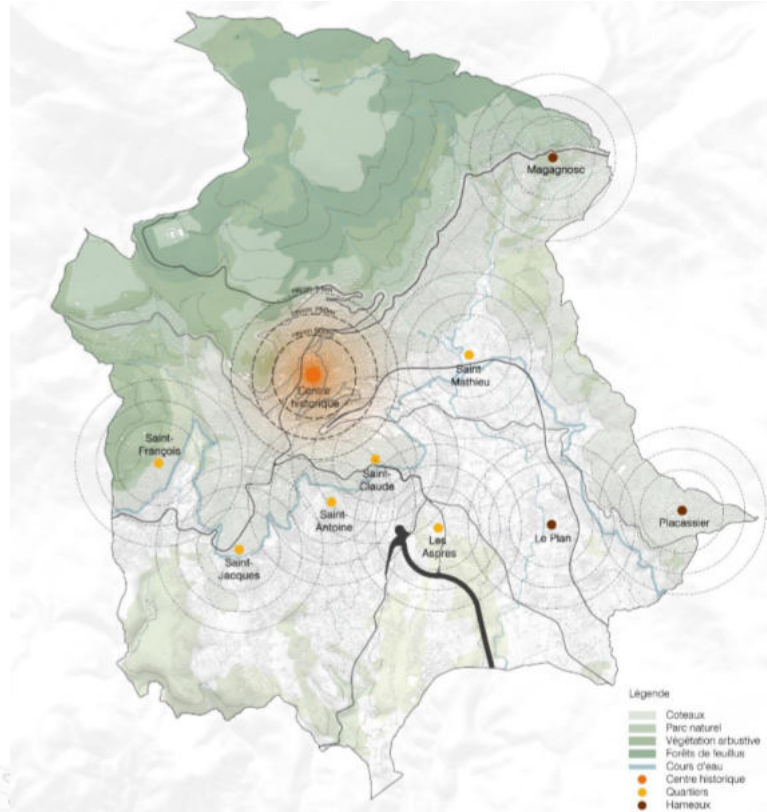 Magagnosc
Centre
historique
Saint-
Mathieu
Saint-
François
Saint-
Claude
Saint-
Antoine
Les
Aspres
Le Plan
Placassier
Saint-
Jacques
Légende
Coteaux
Parc naturel
Végétation arbustive
Forêts de feuillus
Cours d'eau
Centre historique
Quartiers
Hameaux